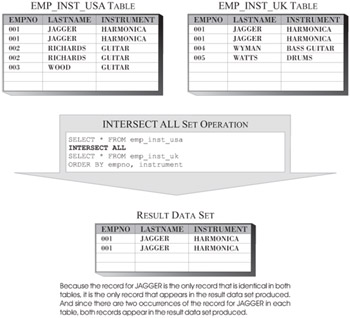 EMP_INST_USA TABLE
EMPNO LASTNAME INSTRUMENT
001 JAGGER HARMONICA
001 JAGGER HARMONICA
002 RICHARDS GUITAR
002 RICHARDS GUITAR
003 WOOD GUITAR
EMP_INST_UK TABLE
EMPNO LASTNAME INSTRUMENT
001 JAGGER HARMONICA
001 JAGGER HARMONICA
004 WYMAN BASS GUITAR
005 WATTS DRUMS
INTERSECT ALL SET OPERATION
SELECT * FROM emp_inst_usa
INTERSECT ALL
SELECT * FROM emp_inst_uk
ORDER BY empno, instrument
RESULT DATA SET
EMPNO LASTNAME INSTRUMENT
001 JAGGER HARMONICA
001 JAGGER HARMONICA
Because the record for JAGGER is the only record that is identical in both
tables, it is the only record that appears in the result data set produced.
And since there are two occurrences of the record for JAGGER in each
table, both records appear in the result data set produced.